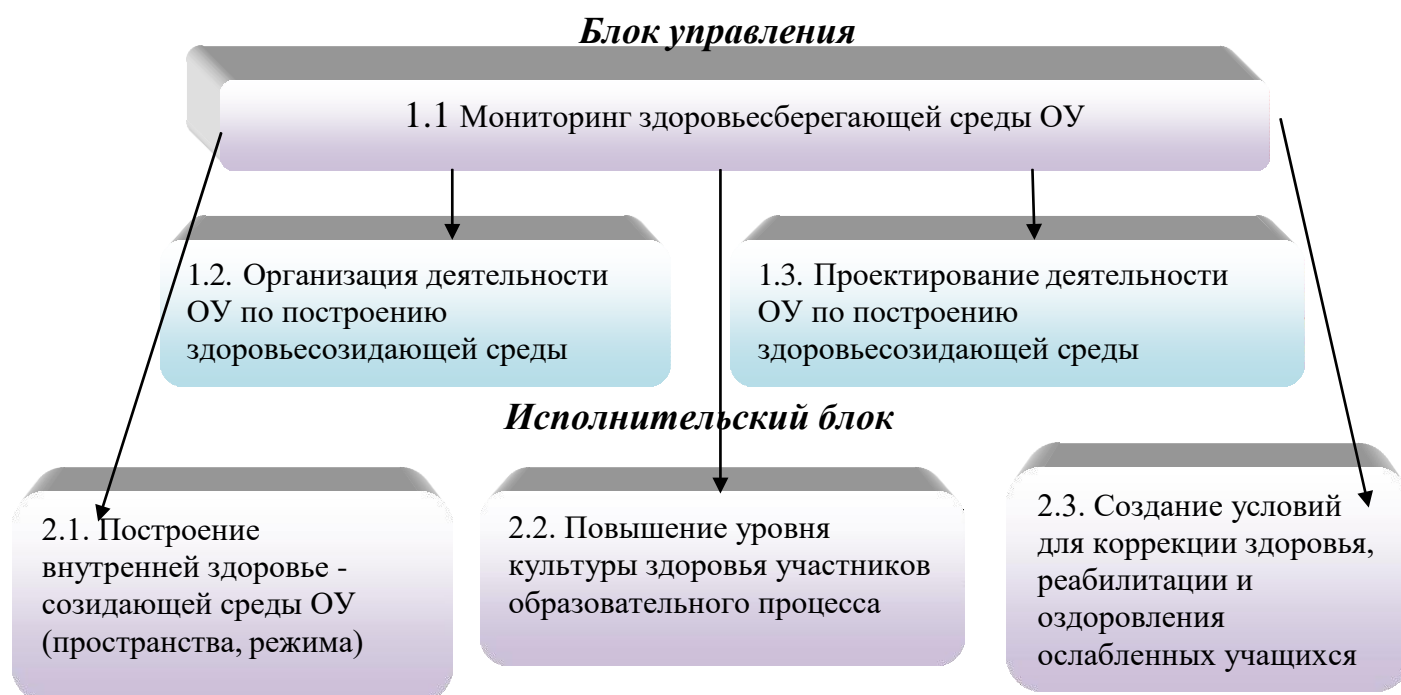 Блок управления
1.1 Мониторинг здоровьесберегающей среды ОУ
1.2. Организация деятельности
ОУ по построению
здоровьесозидающей среды
1.3. Проектирование деятельности
ОУ по построению
здоровьесозидающей среды
Исполнительский блок
2.1. Построение
внутренней здоровье -
созидающей среды ОУ
(пространства, режима)
2.2. Повышение уровня
культуры здоровья участников
образовательного процесса
2.3. Создание условий
для коррекции здоровья,
реабилитации и
оздоровления
ослабленных учащихся